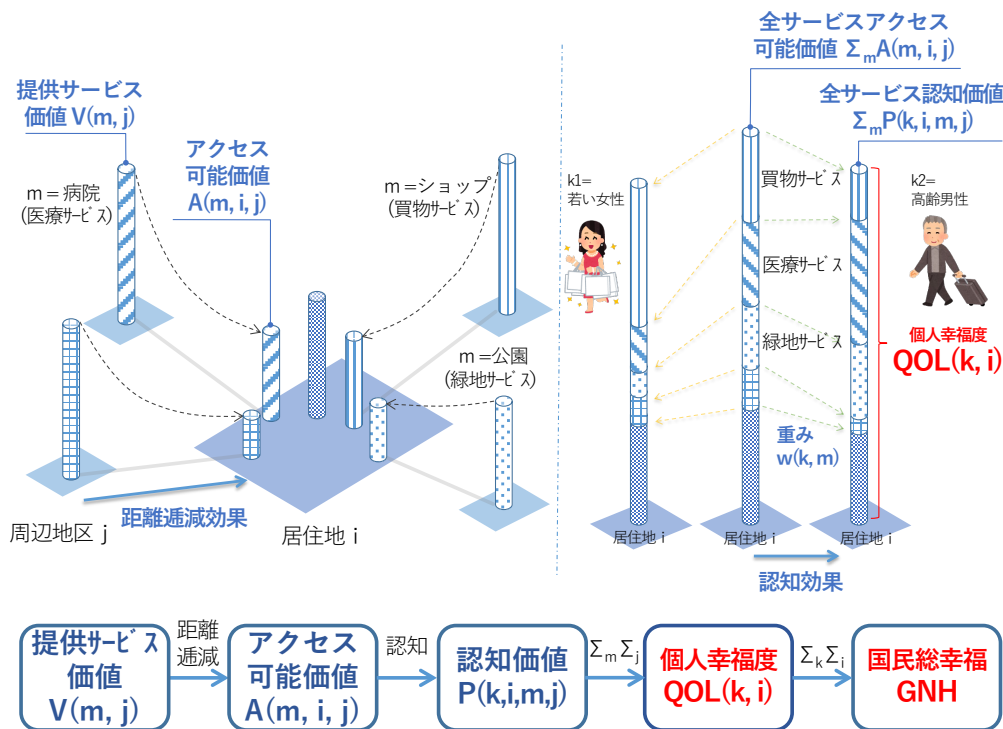 提供サービス
価値 V(m, j)
アクセス
可能価値
A(m, i, j)
m＝病院
(医療サービス)
m＝ショップ
(買物サービス)
m＝公園
(緑地サービス)
距離逓減効果
周辺地区 j
居住地 i
全サービスアクセス
可能価値 ΣmA(m, i, j)
全サービス認知価値
ΣmP(k, i, m, j)
k1＝
若い女性
k2＝
高齢男性
買物サービス
医療サービス
緑地サービス
個人幸福度
QOL(k, i)
重み
w(k, m)
居住地 i
居住地 i
居住地 i
認知効果
提供サービス
価値
V(m, j)
距離
逓減
アクセス
可能価値
A(m, i, j)
認知
認知価値
P(k,i,m,j)
ΣmΣj
個人幸福度
QOL(k, i)
ΣkΣi
国民総幸福
GNH